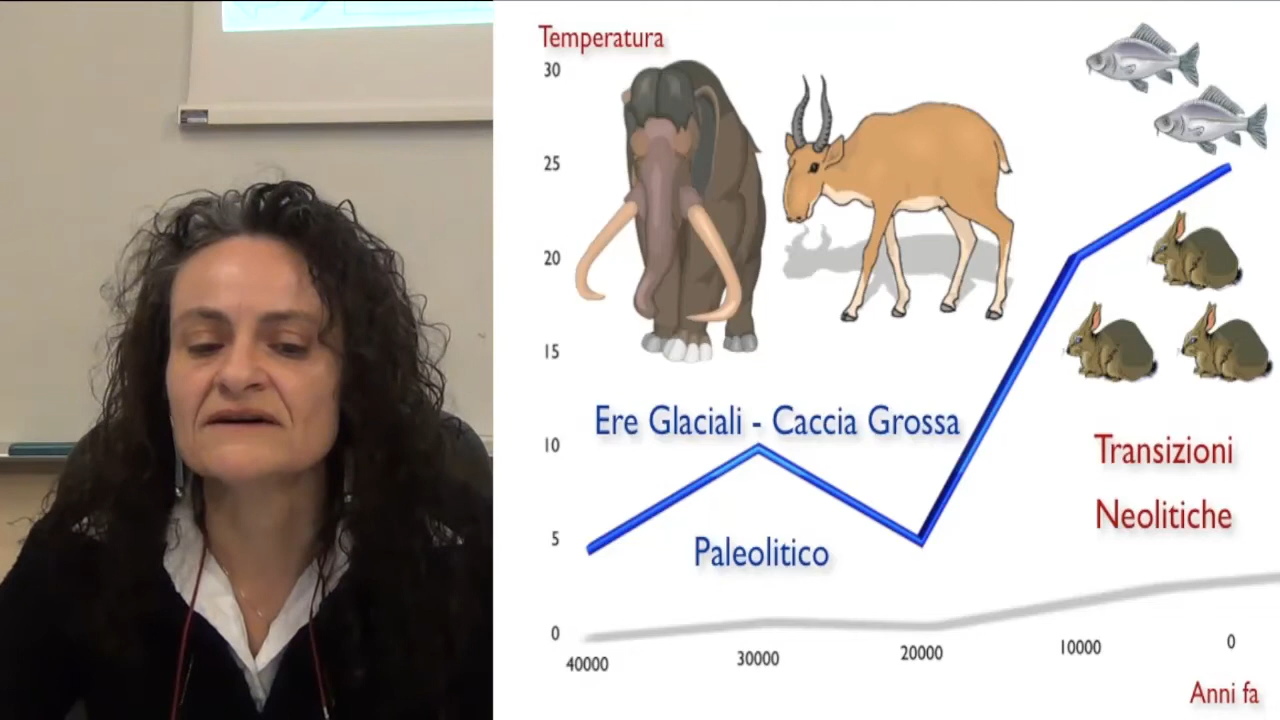 Temperatura
30
25
20
15
10
5
0
Ere Glaciali - Caccia Grossa
Paleolitico
Transizioni
Neolitiche
40000
30000
20000
10000
0
Anni fa